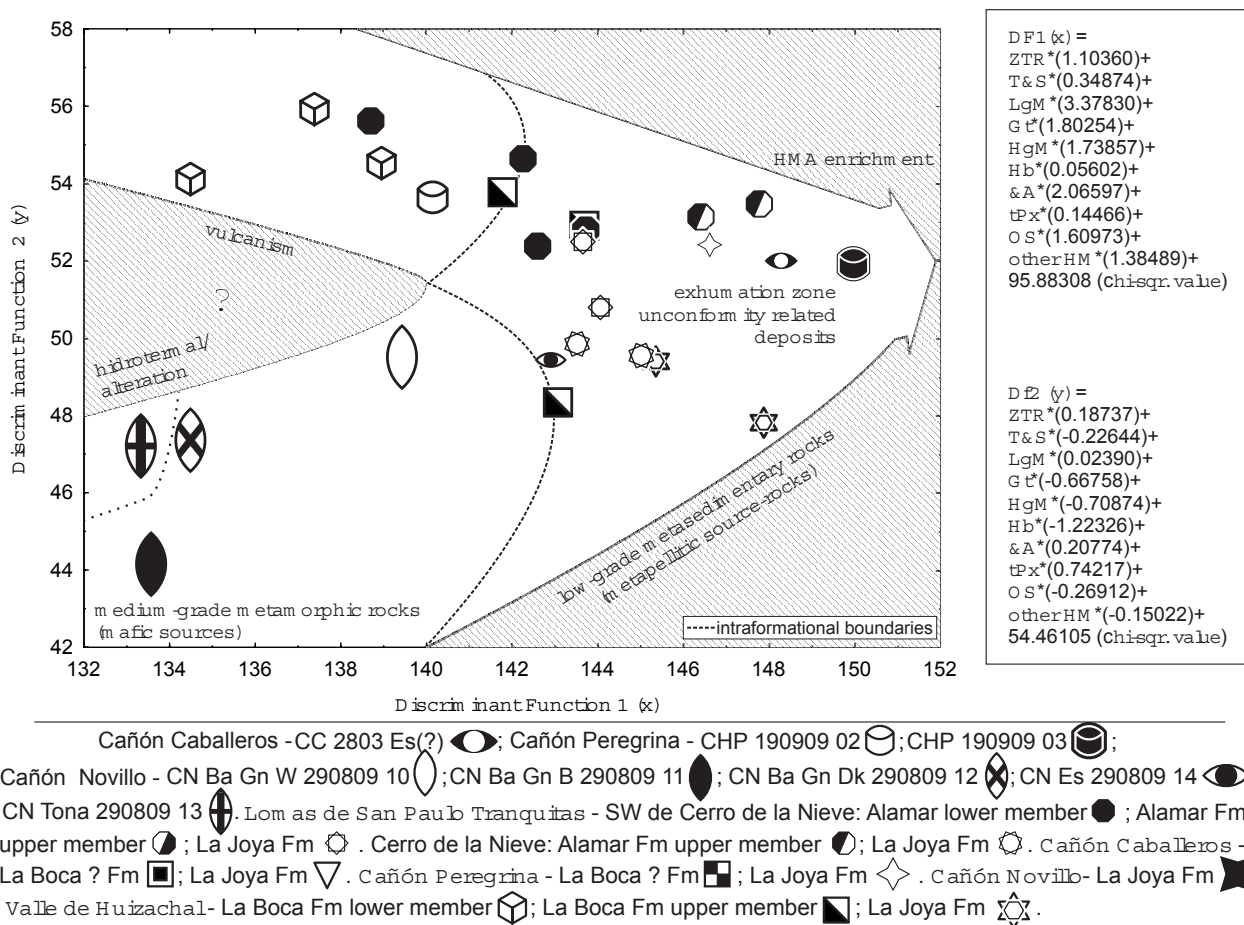 58
56
54
52
50
48
46
44
42
132 134 136 138 140 142 144 146 148 150 152
Discriminant Function 2 (y)
Discriminant Function 1 (x)
HMA enrichment
vulcanism
?
hidrotermal/
alteration
exhumation zone
unconformity related
deposits
low-grade metasedimentary rocks
(metapellitic source-rocks)
medium-grade metamorphic rocks
(mafic sources)
intraformational boundaries
DF1(x)=
ZTR*(1.10360)+
T&S*(0.34874)+
LgM*(3.37830)+
Gt*(1.80254)+
HgM*(1.73857)+
Hb*(0.05602)+
&A*(2.06597)+
tPx*(0.14466)+
OS*(1.60973)+
otherHM*(1.38489)+
95.88308 (Chi-sqr.value)
Df2 (y)=
ZTR*(0.18737)+
T&S*(-0.22644)+
LgM*(0.02390)+
Gt*(-0.66758)+
HgM*(-0.70874)+
Hb*(-1.22326)+
&A*(0.20774)+
tPx*(0.74217)+
OS*(-0.26912)+
otherHM*(-0.15022)+
54.46105 (Chi-sqr.value)
Cañón Caballeros - CC 2803 Es(?) ; Cañón Peregrina - CHP 190909 02 ; CHP 190909 03 ;
Cañón Novillo - CN Ba Gn W 290809 10 ; CN Ba Gn B 290809 11 ; CN Ba Gn Dk 290809 12 ; CN Es 290809 14
CN Tona 290809 13 . Lomas de San Paulo Tranquitas - SW de Cerro de la Nieve: Alamar lower member ; Alamar Fm
upper member ; La Joya Fm . Cerro de la Nieve: Alamar Fm upper member ; La Joya Fm . Cañón Caballeros -
La Boca ? Fm ; La Joya Fm . Cañón Peregrina - La Boca ? Fm ; La Joya Fm . Cañón Novillo- La Joya Fm
Valle de Huizachal- La Boca Fm lower member ; La Boca Fm upper member ; La Joya Fm .